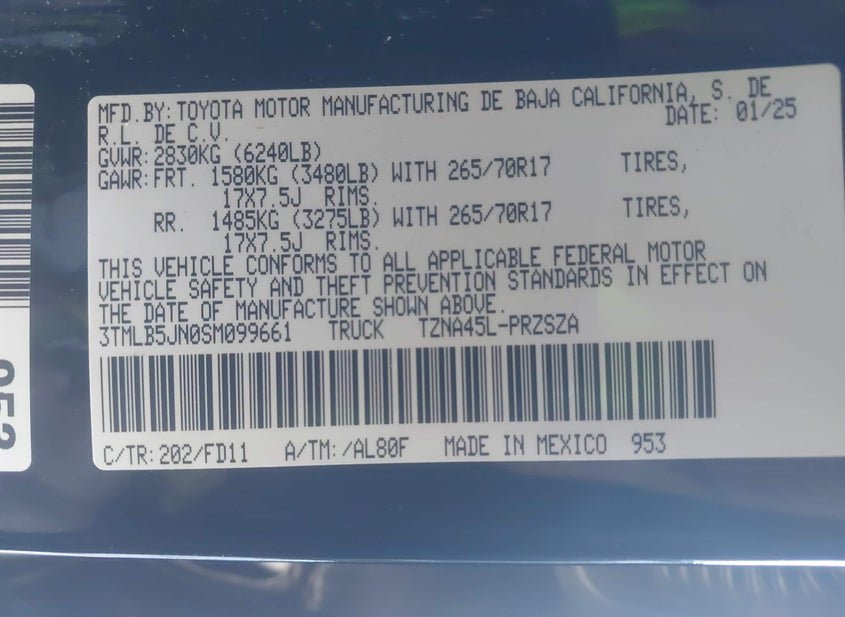 MFD.BY: TOYOTA MOTOR MANUFACTURING DE BAJA CALIFORNIA, S. DE
R.L. DE C.V. DATE: 01/25
GVWR: 2830KG (6240LB)
GAWR: FRT. 1580KG (3480LB) WITH 265/70R17 TIRES,
17X7.5J RIMS.
RR. 1485KG (3275LB) WITH 265/70R17 TIRES,
17X7.5J RIMS.
THIS VEHICLE CONFORMS TO ALL APPLICABLE FEDERAL MOTOR
VEHICLE SAFETY AND THEFT PREVENTION STANDARDS IN EFFECT ON
THE DATE OF MANUFACTURE SHOWN ABOVE.
3TMLB5JN0SM099661 TRUCK TZNA45L-PRZSZA
C/TR: 202/FD11 A/TM: /AL80F MADE IN MEXICO 953